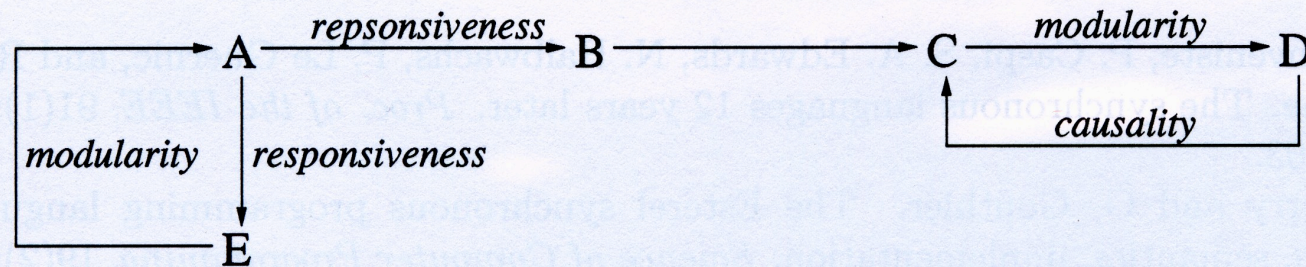 repsonsiveness modularity
A B C D
causality
modularity responsiveness
E